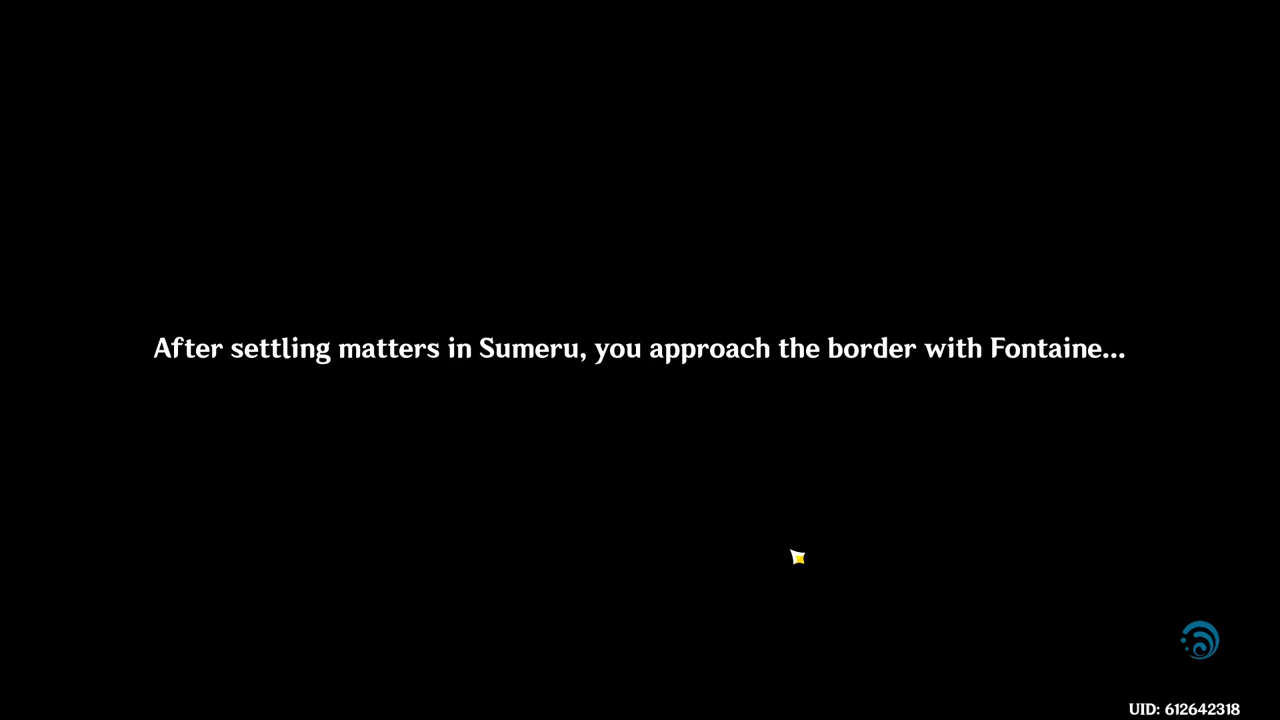 After settling matters in Sumeru, you approach the border with Fontaine...
UID: 612642318